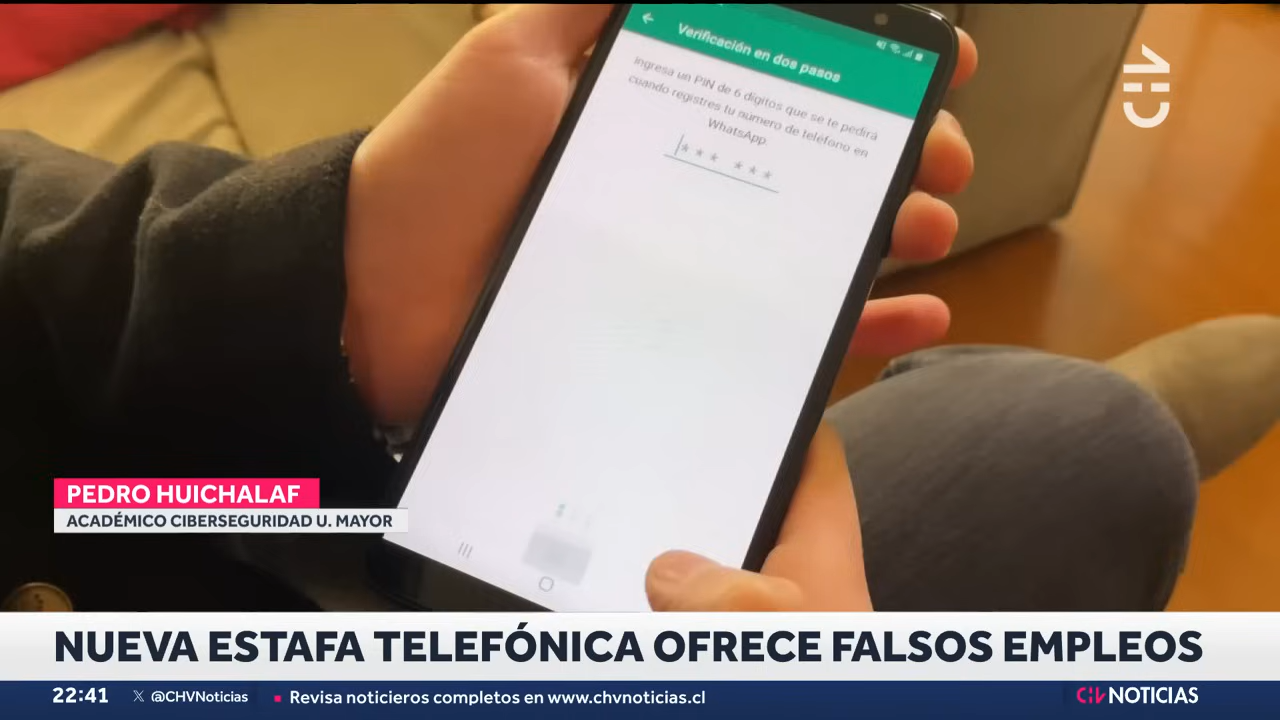 Verificación en dos pasos
Ingresa un PIN de 6 dígitos que se te pedirá
cuando registres tu número de teléfono en
WhatsApp.
*** ***
CHV
PEDRO HUICHALAF
ACADÉMICO CIBERSEGURIDAD U. MAYOR
NUEVA ESTAFA TELEFÓNICA OFRECE FALSOS EMPLEOS
22:41 X @CHVNoticias Revisa noticieros completos en www.chvnoticias.cl CHV NOTICIAS